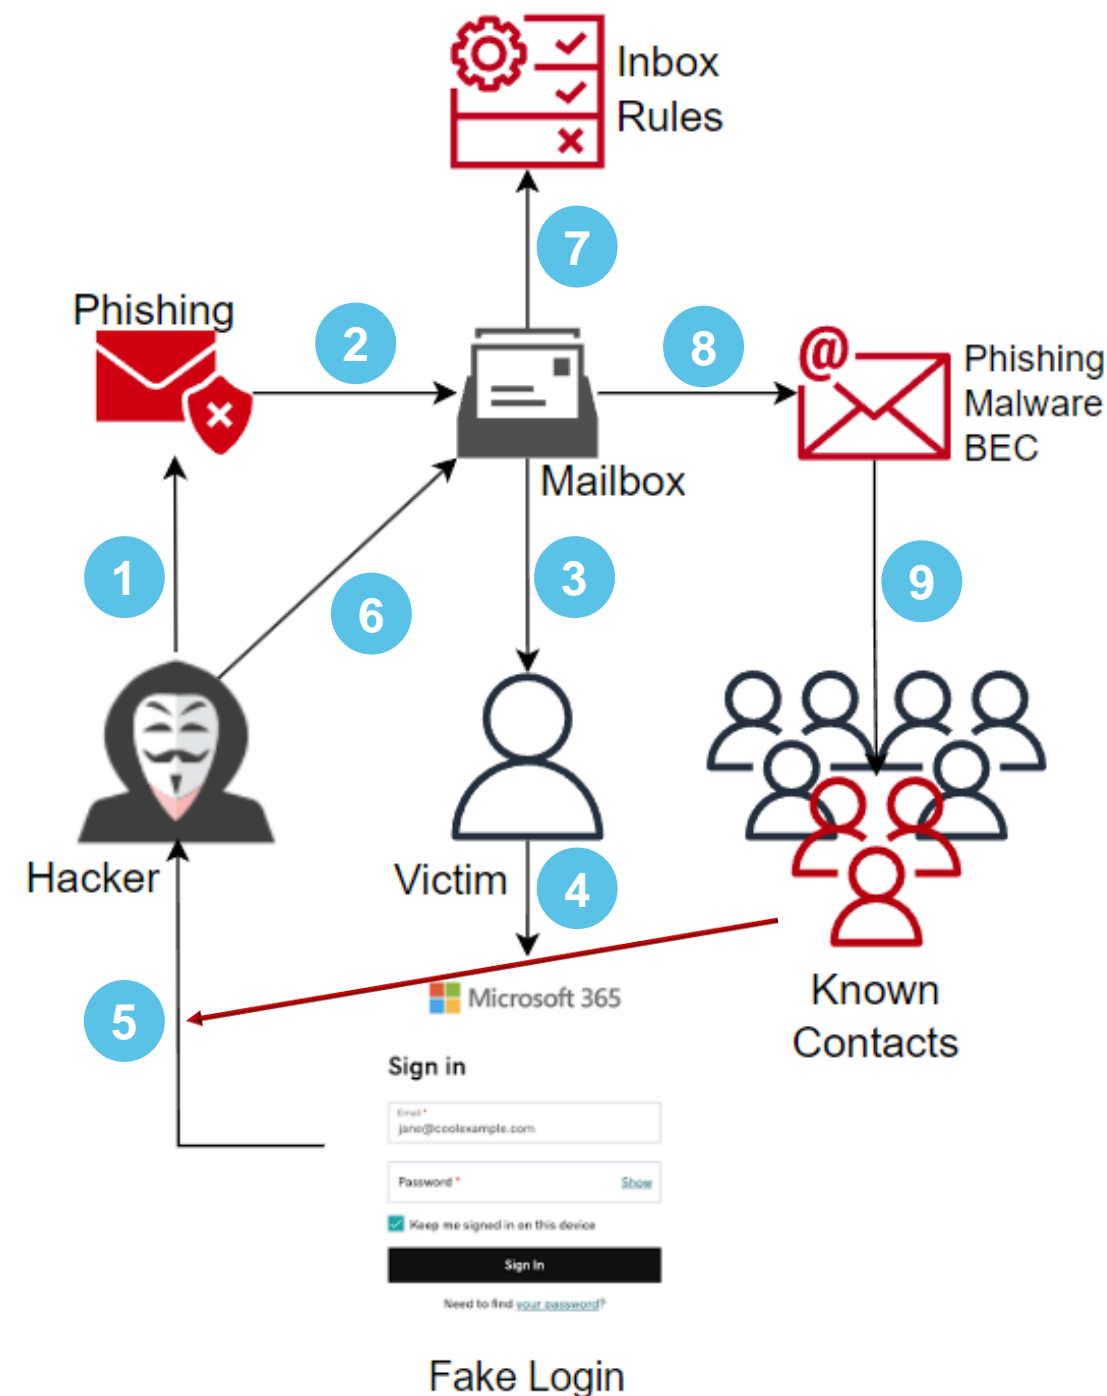 Inbox
Rules
7
Phishing
2
8
@
Phishing
Malware
BEC
Mailbox
1
3
9
6
Hacker
Victim
4
Known
Contacts
5
Microsoft 365
Sign in
Email *
jane@coolexample.com
Password *
Show
Keep me signed in on this device
Sign In
Need to find your password?
Fake Login